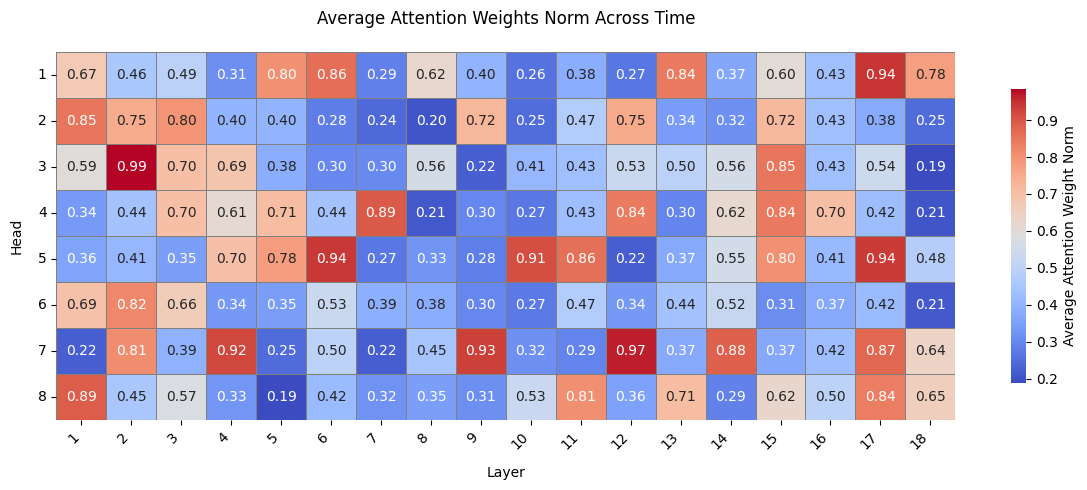 Average Attention Weights Norm Across Time
1 0.67 0.46 0.49 0.31 0.80 0.86 0.29 0.62 0.40 0.26 0.38 0.27 0.84 0.37 0.60 0.43 0.94 0.78
2 0.85 0.75 0.80 0.40 0.40 0.28 0.24 0.20 0.72 0.25 0.47 0.75 0.34 0.32 0.72 0.43 0.38 0.25
3 0.59 0.99 0.70 0.69 0.38 0.30 0.30 0.56 0.22 0.41 0.43 0.53 0.50 0.56 0.85 0.43 0.54 0.19
4 0.34 0.44 0.70 0.61 0.71 0.44 0.89 0.21 0.30 0.27 0.43 0.84 0.30 0.62 0.84 0.70 0.42 0.21
5 0.36 0.41 0.35 0.70 0.78 0.94 0.27 0.33 0.28 0.91 0.86 0.22 0.37 0.55 0.80 0.41 0.94 0.48
6 0.69 0.82 0.66 0.34 0.35 0.53 0.39 0.38 0.30 0.27 0.47 0.34 0.44 0.52 0.31 0.37 0.42 0.21
7 0.22 0.81 0.39 0.92 0.25 0.50 0.22 0.45 0.93 0.32 0.29 0.97 0.37 0.88 0.37 0.42 0.87 0.64
8 0.89 0.45 0.57 0.33 0.19 0.42 0.32 0.35 0.31 0.53 0.81 0.36 0.71 0.29 0.62 0.50 0.84 0.65
1 2 3 4 5 6 7 8 9 10 11 12 13 14 15 16 17 18
Layer
Head
0.9
0.8
0.7
0.6
0.5
0.4
0.3
0.2
Average Attention Weight Norm